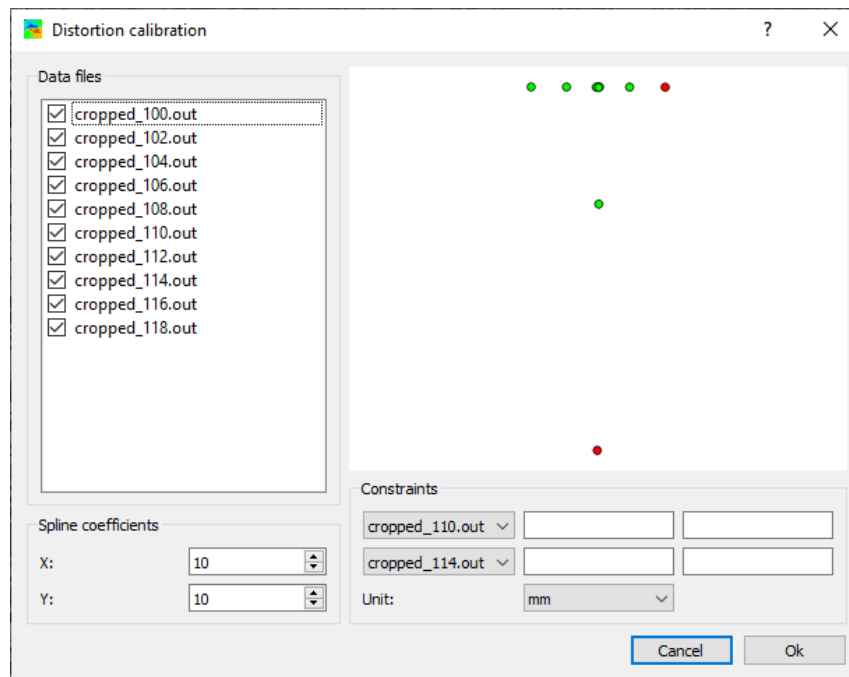 Distortion calibration
?
Data files
cropped_100.out
cropped_102.out
cropped_104.out
cropped_106.out
cropped_108.out
cropped_110.out
cropped_112.out
cropped_114.out
cropped_116.out
cropped_118.out
Spline coefficients
X: 10
Y: 10
Constraints
cropped_110.out
cropped_114.out
Unit: mm
Cancel Ok